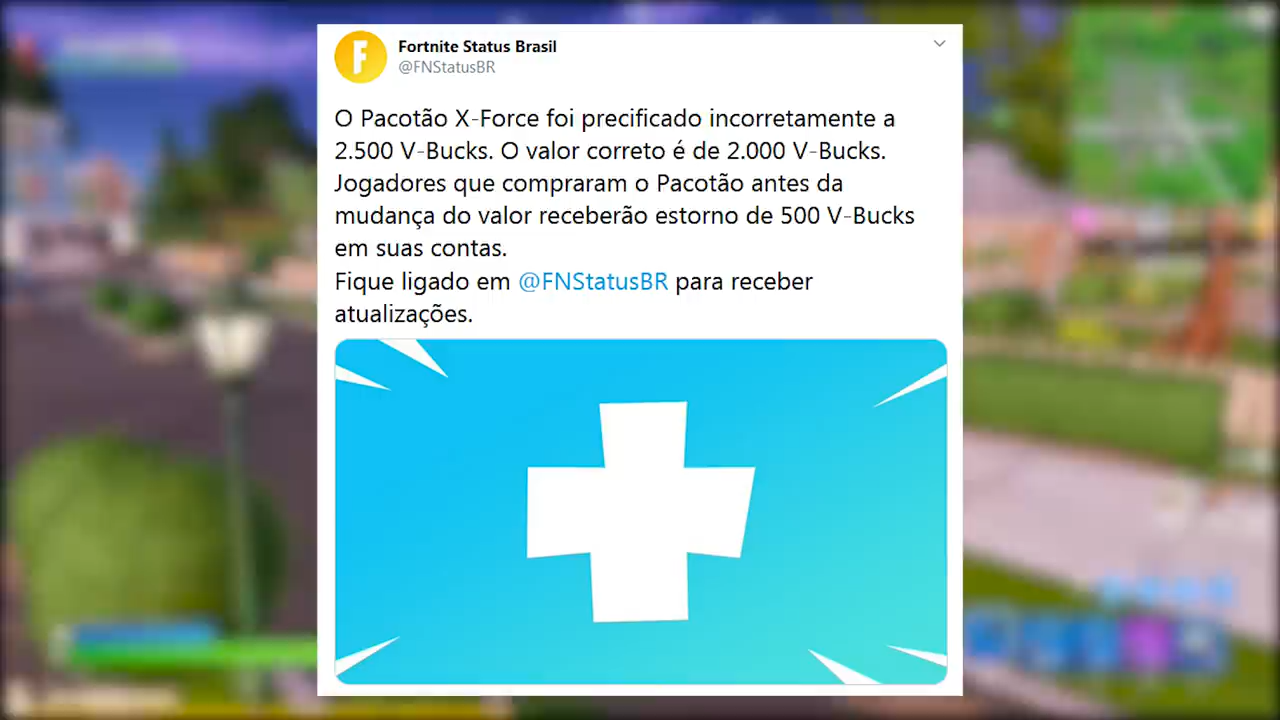 Fortnite Status Brasil
@FNStatusBR
O Pacotão X-Force foi precificado incorretamente a
2.500 V-Bucks. O valor correto é de 2.000 V-Bucks.
Jogadores que compraram o Pacotão antes da
mudança do valor receberão estorno de 500 V-Bucks
em suas contas.
Fique ligado em @FNStatusBR para receber
atualizações.